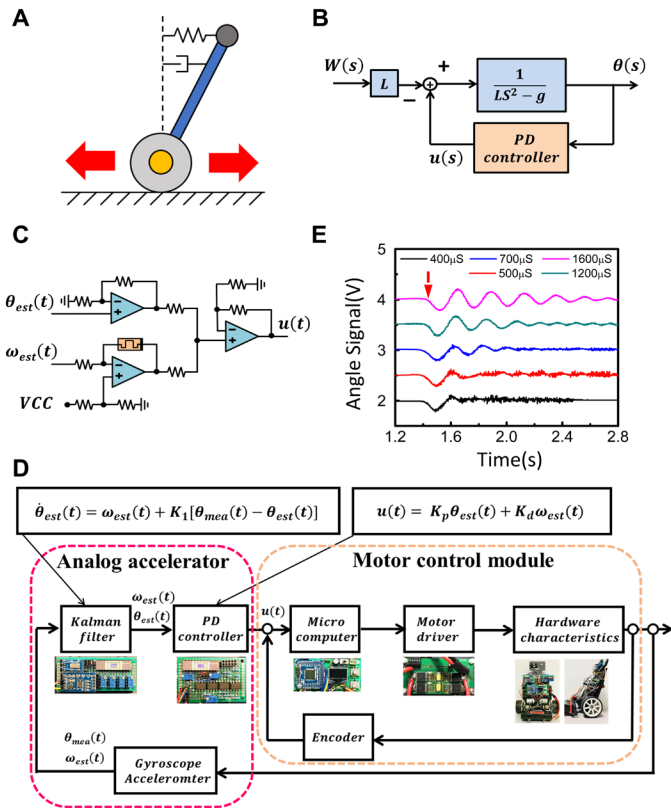 A
B
W(s)
L
−
+
+
1
LS² − g
θ(s)
u(s)
PD
controller
C
θest(t)
ωest(t)
VCC
−
+
−
+
−
+
u(t)
E
400μS
700μS
1600μS
500μS
1200μS
Angle Signal(V)
4
3
2
1.2
1.6
2.0
2.4
2.8
Time(s)
D
θ̇est(t) = ωest(t) + K1[θmea(t) − θest(t)]
u(t) = Kpθest(t) + Kdωest(t)
Analog accelerator
Motor control module
Kalman
filter
ωest(t)
θest(t)
PD
controller
u(t)
Micro
computer
Motor
driver
Hardware
characteristics
Encoder
θmea(t)
ωest(t)
Gyroscope
Acceleromter